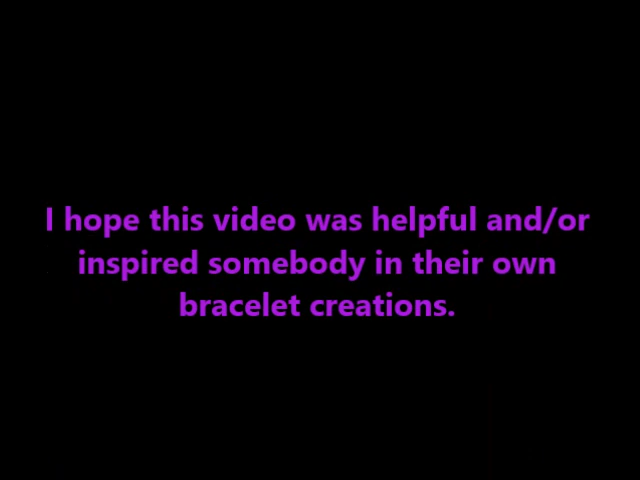 I hope this video was helpful and/or
inspired somebody in their own
bracelet creations.